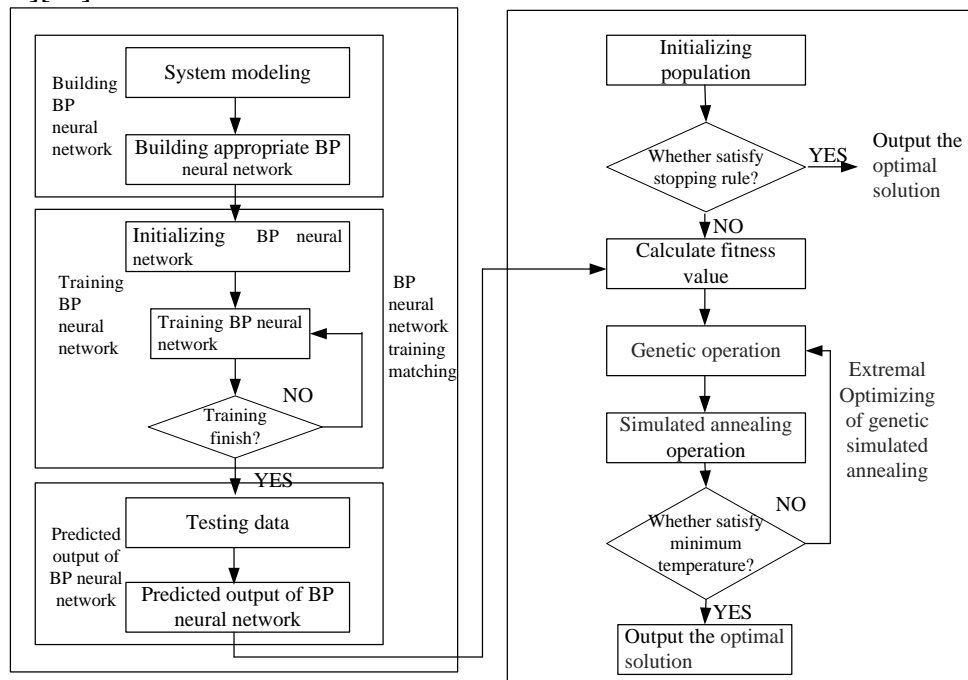 System modeling
Building
BP
neural
network
Building appropriate BP
neural network
Initializing BP neural
network
Training
BP
neural
network
BP
neural
network
training
matching
Training BP neural
network
NO
Training
finish?
YES
Testing data
Predicted
output of
BP neural
network
Predicted output of BP
neural network
Initializing
population
Whether satisfy
stopping rule?
YES
Output the
optimal
solution
NO
Calculate fitness
value
Genetic operation
Extremal
Optimizing
of genetic
simulated
annealing
Simulated annealing
operation
NO
Whether satisfy
minimum
temperature?
YES
Output the optimal
solution